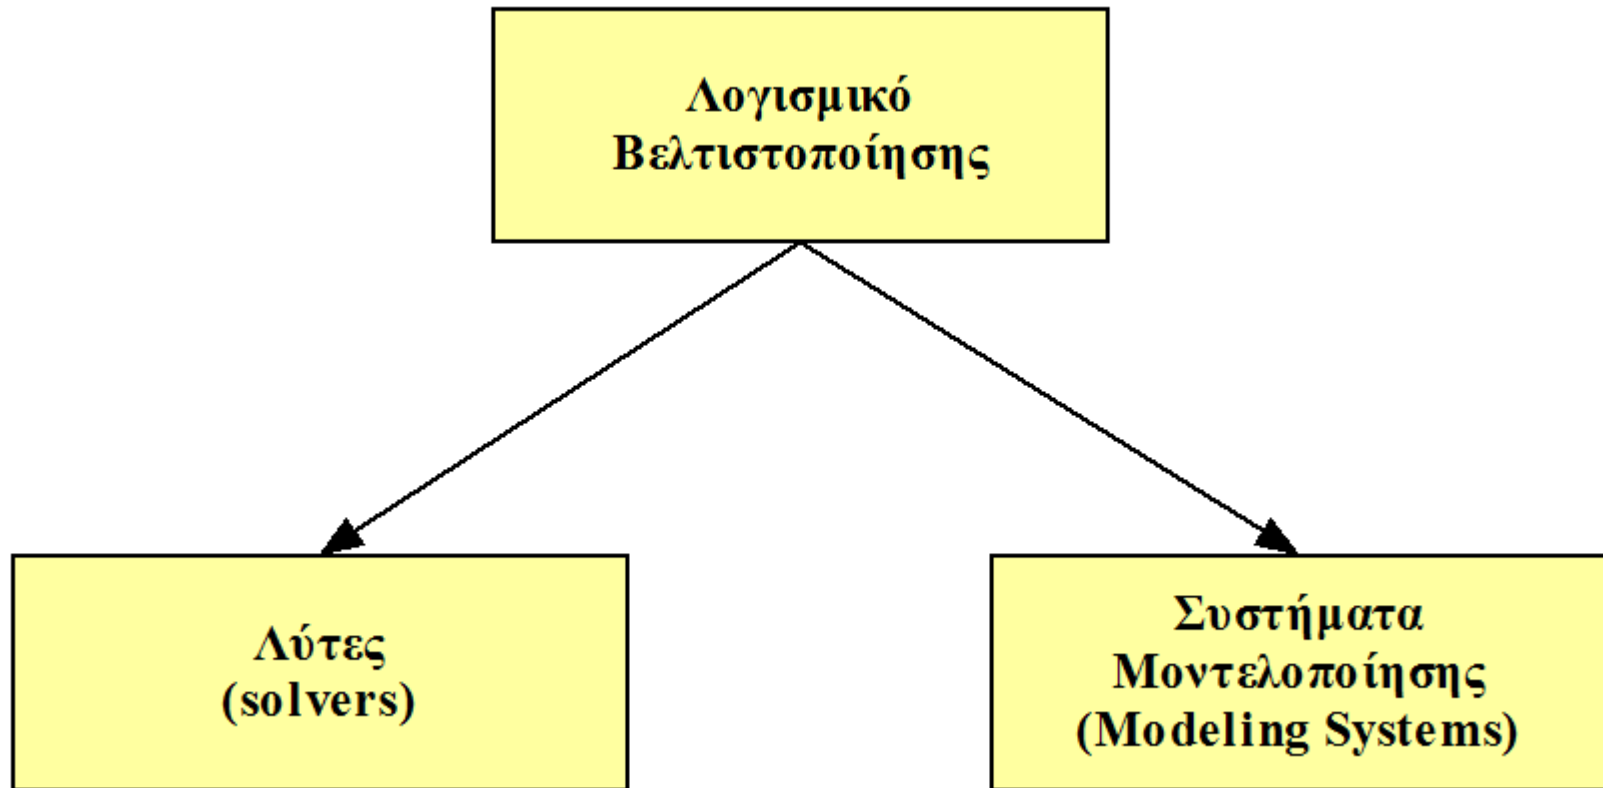 Λογισμικό
Βελτιστοποίησης
Λύτες
(solvers)
Συστήματα
Μοντελοποίησης
(Modeling Systems)